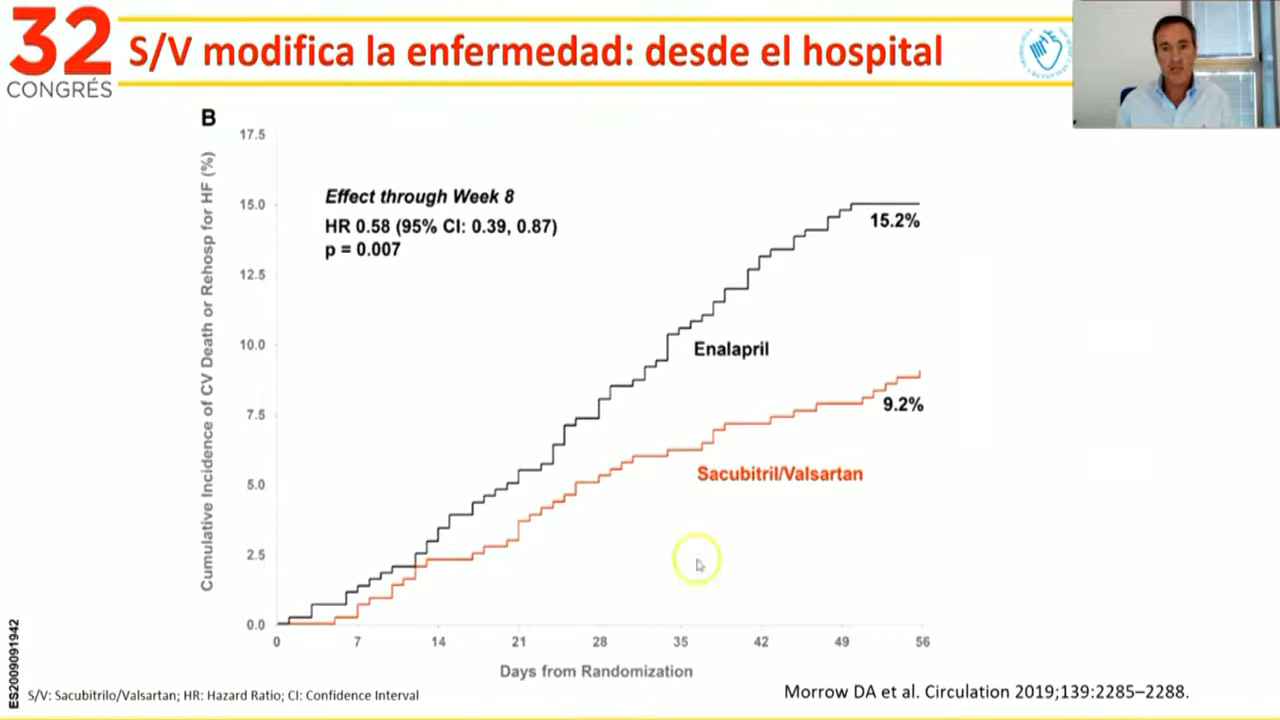 32
CONGRÉS
S/V modifica la enfermedad: desde el hospital
B
Cumulative Incidence of CV Death or Rehosp for HF (%)
17.5
15.0
12.5
10.0
7.5
5.0
2.5
0.0
Effect through Week 8
HR 0.58 (95% CI: 0.39, 0.87)
p = 0.007
15.2%
Enalapril
9.2%
Sacubitril/Valsartan
0 7 14 21 28 35 42 49 56
Days from Randomization
ES2009091942
S/V: Sacubitrilo/Valsartan; HR: Hazard Ratio; CI: Confidence Interval
Morrow DA et al. Circulation 2019;139:2285–2288.